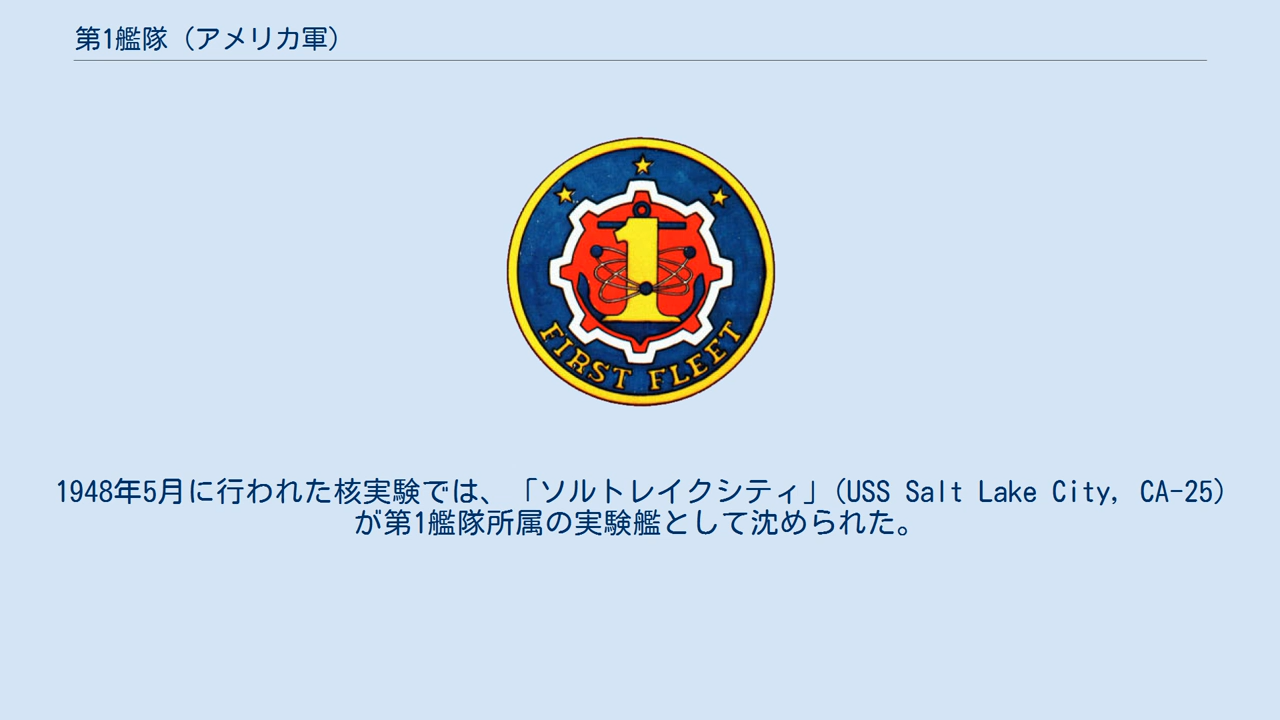 第1艦隊（アメリカ軍）
1
FIRST FLEET
1948年5月に行われた核実験では、「ソルトレイクシティ」(USS Salt Lake City, CA-25)
が第1艦隊所属の実験艦として沈められた。